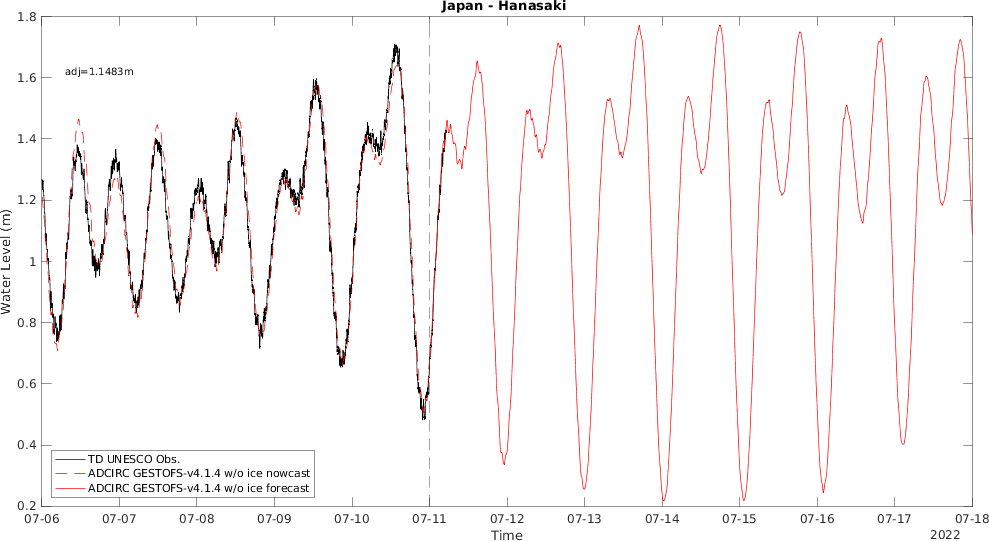 Japan - Hanasaki
1.8
1.6
1.4
1.2
1
0.8
0.6
0.4
0.2
Water Level (m)
adj=1.1483m
TD UNESCO Obs.
ADCIRC GESTOFS-v4.1.4 w/o ice nowcast
ADCIRC GESTOFS-v4.1.4 w/o ice forecast
07-06 07-07 07-08 07-09 07-10 07-11 07-12 07-13 07-14 07-15 07-16 07-17 07-18
Time
2022